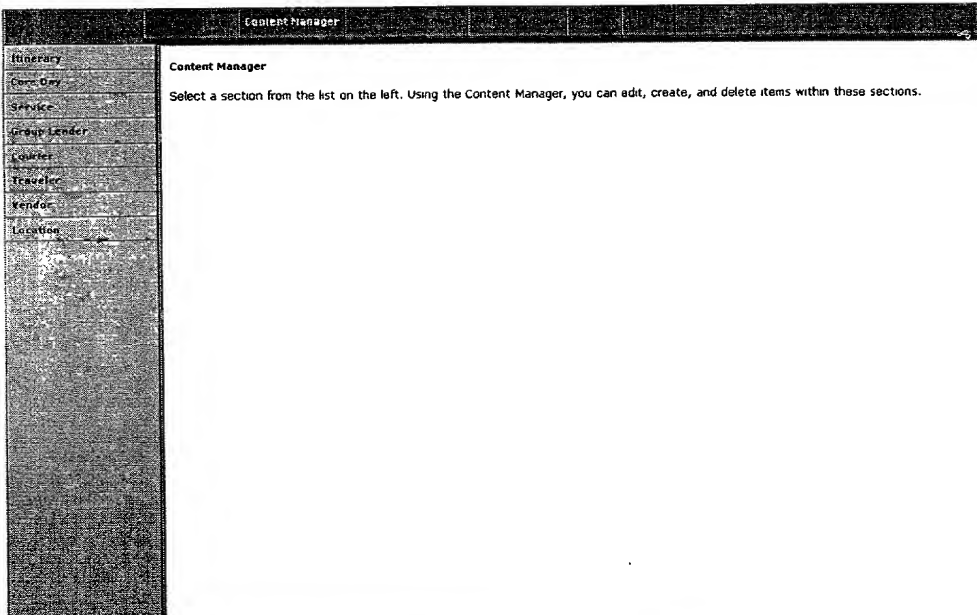 Content Manager
Itinerary
Core Day
Service
Group Leader
Courier
Traveler
Vendor
Location
Content Manager
Select a section from the list on the left. Using the Content Manager, you can edit, create, and delete items within these sections.